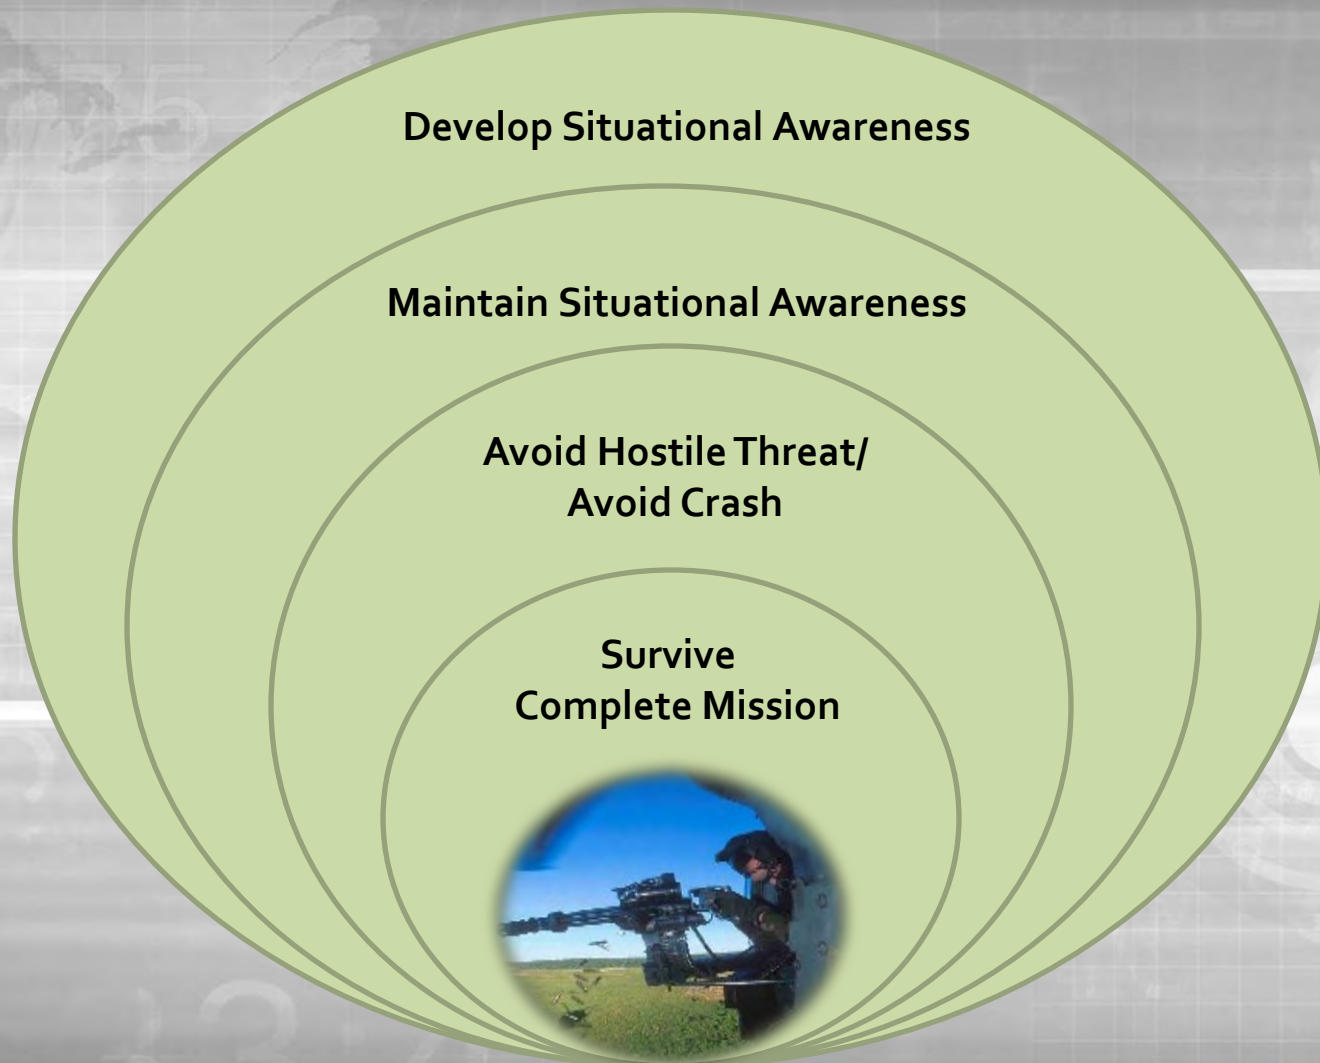 Develop Situational Awareness
Maintain Situational Awareness
Avoid Hostile Threat/
Avoid Crash
Survive
Complete Mission